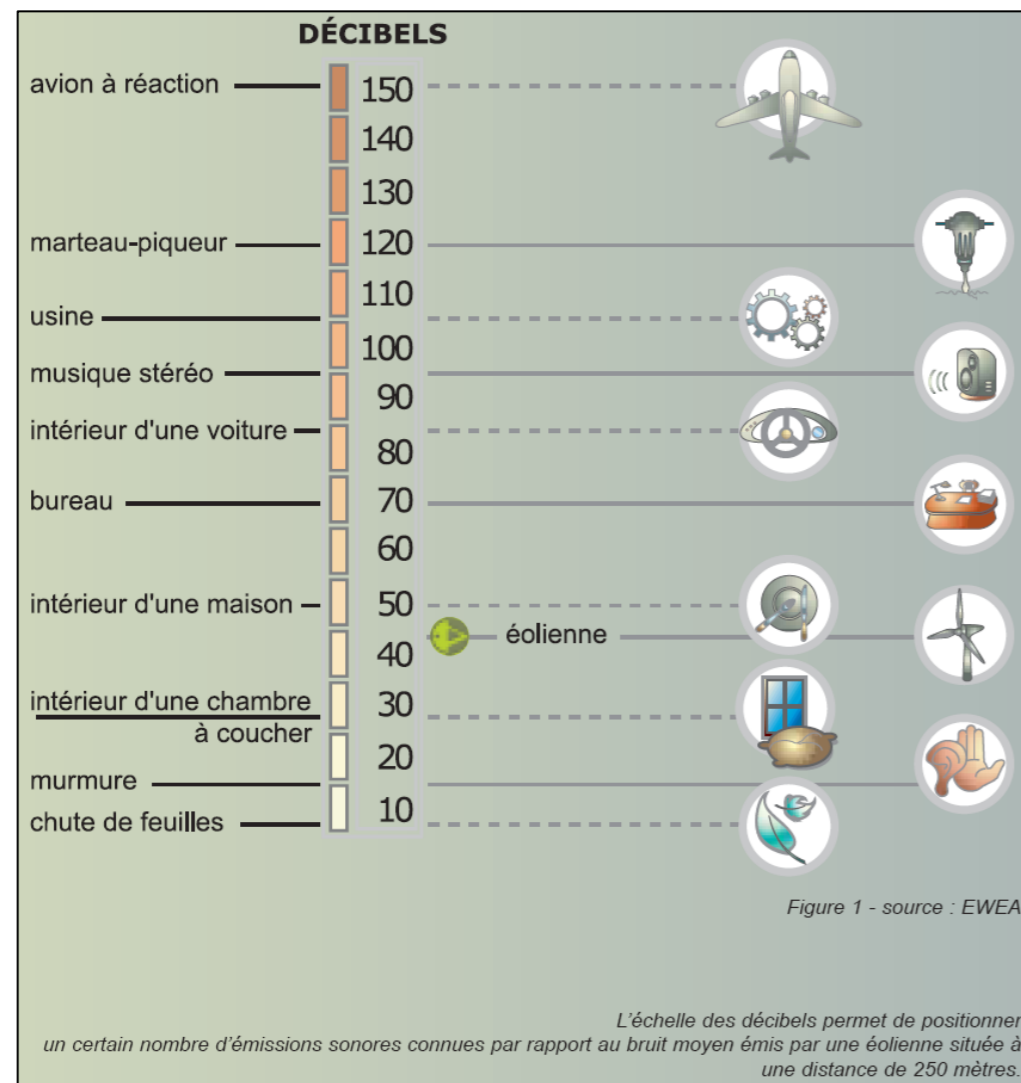 DÉCIBELS
avion à réaction 150
140
130
marteau-piqueur 120
110
usine
100
musique stéréo
90
intérieur d'une voiture
80
bureau 70
60
intérieur d'une maison 50
éolienne
40
intérieur d'une chambre 30
à coucher
20
murmure
10
chute de feuilles
Figure 1 - source : EWEA
L'échelle des décibels permet de positionner
un certain nombre d'émissions sonores connues par rapport au bruit moyen émis par une éolienne située à
une distance de 250 mètres.